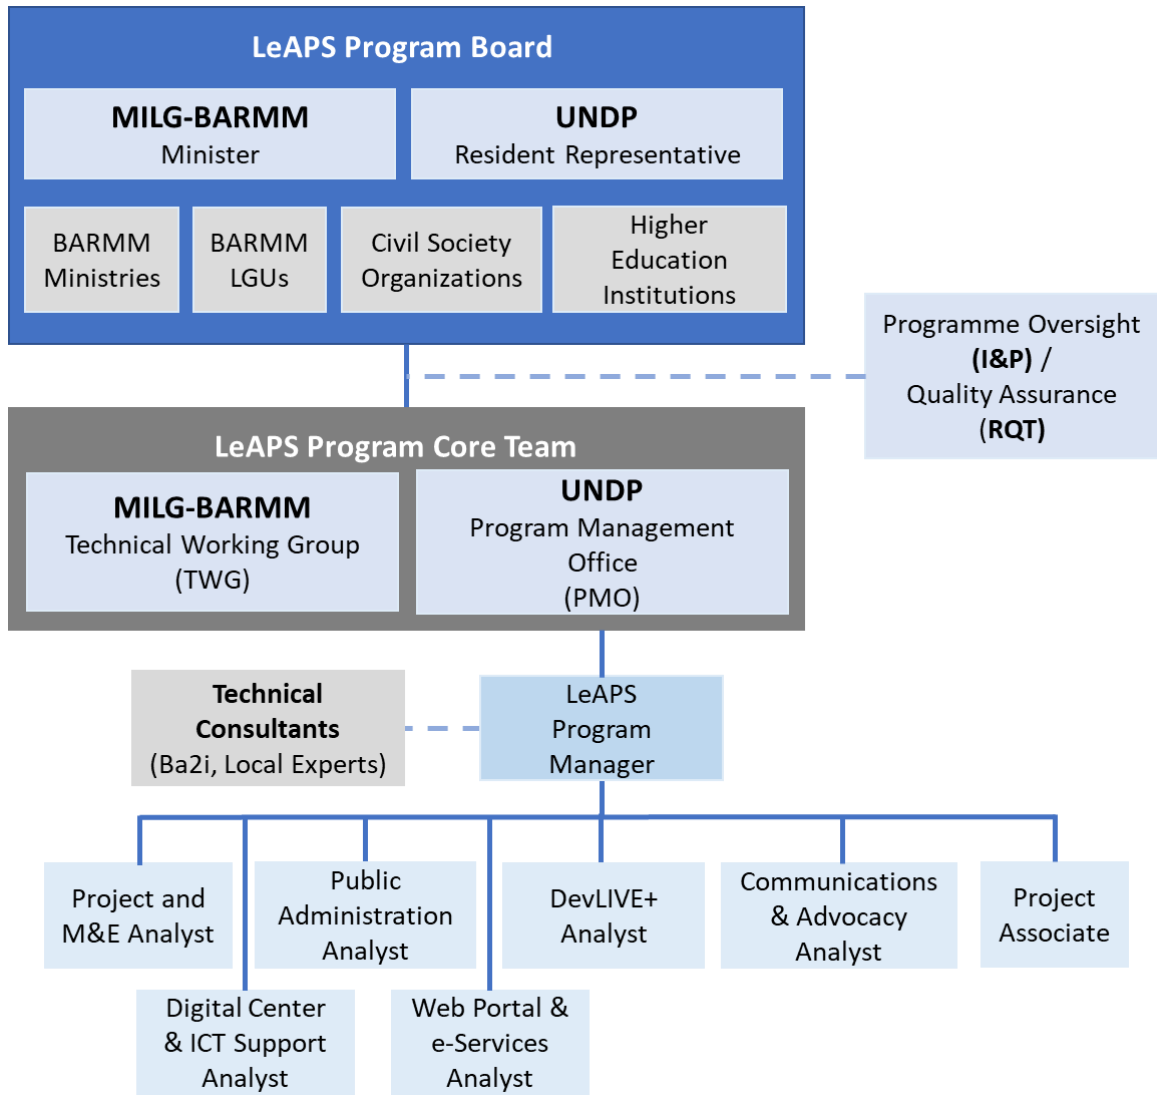 LeAPS Program Board
MILG-BARMM
Minister
UNDP
Resident Representative
BARMM
Ministries
BARMM
LGUs
Civil Society
Organizations
Higher
Education
Institutions
Programme Oversight
(I&P) /
Quality Assurance
(RQT)
LeAPS Program Core Team
MILG-BARMM
Technical Working Group
(TWG)
UNDP
Program Management
Office
(PMO)
Technical
Consultants
(Ba2i, Local Experts)
LeAPS
Program
Manager
Project and
M&E Analyst
Public
Administration
Analyst
DevLIVE+
Analyst
Communications
& Advocacy
Analyst
Project
Associate
Digital Center
& ICT Support
Analyst
Web Portal &
e-Services
Analyst